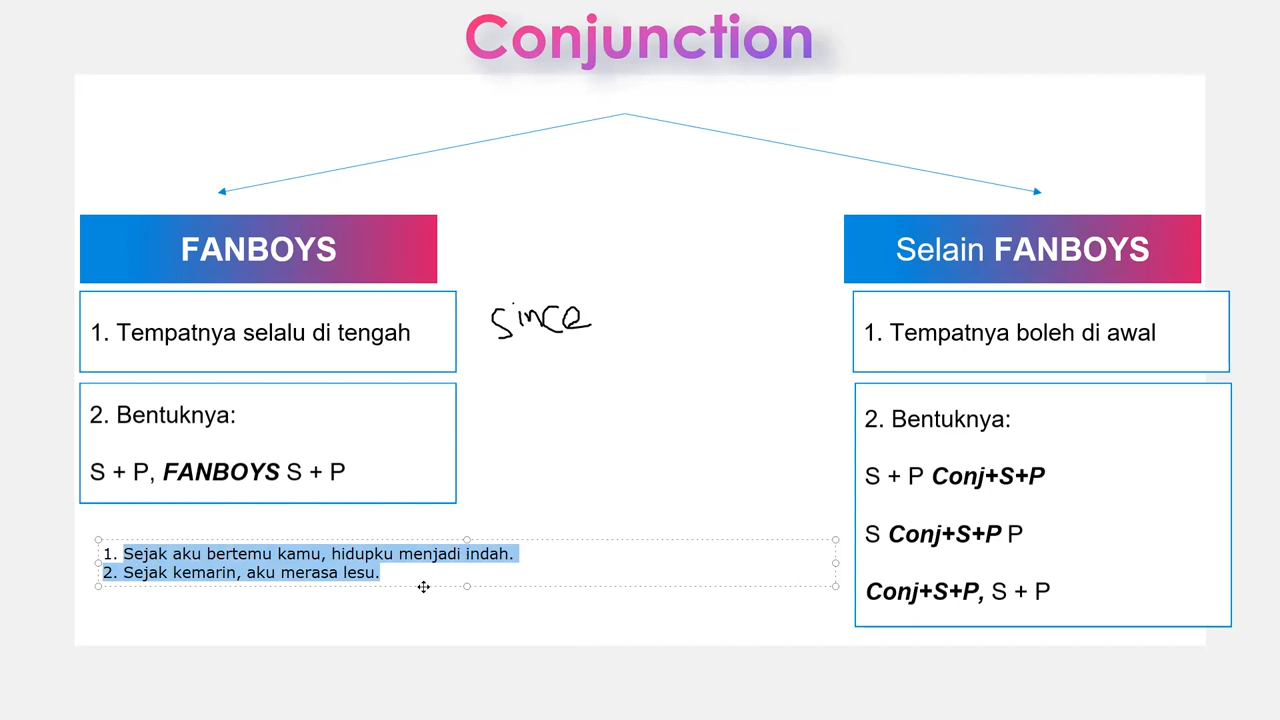 Conjunction
FANBOYS
1. Tempatnya selalu di tengah
2. Bentuknya:
S + P, FANBOYS S + P
since
Selain FANBOYS
1. Tempatnya boleh di awal
2. Bentuknya:
S + P Conj+S+P
S Conj+S+P P
Conj+S+P, S + P
1. Sejak aku bertemu kamu, hidupku menjadi indah.
2. Sejak kemarin, aku merasa lesu.